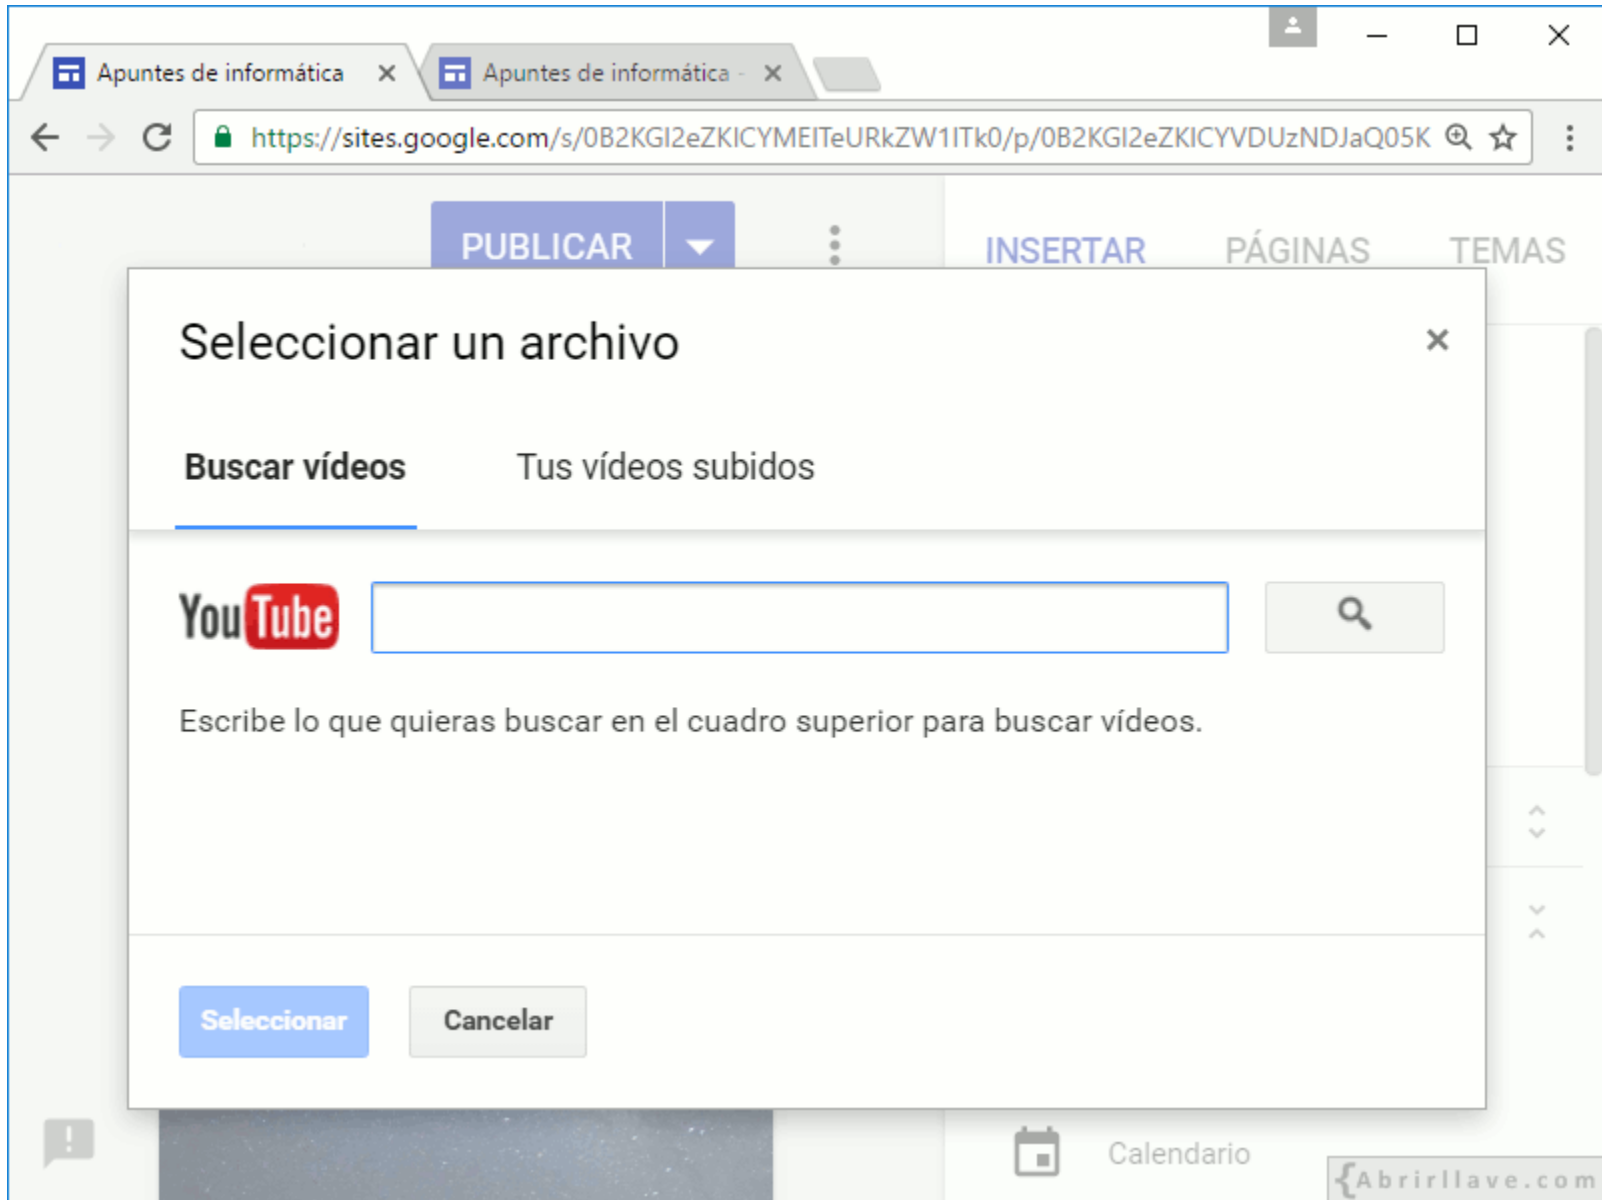 Apuntes de informática
Apuntes de informática -
https://sites.google.com/s/0B2KGI2eZKICYMEITeURkZW1ITk0/p/0B2KGI2eZKICYVDUzNDJaQ05K
PUBLICAR
INSERTAR PÁGINAS TEMAS
Seleccionar un archivo
Buscar vídeos Tus vídeos subidos
YouTube
Escribe lo que quieras buscar en el cuadro superior para buscar vídeos.
Seleccionar Cancelar
Calendario
{Abrirllave.com